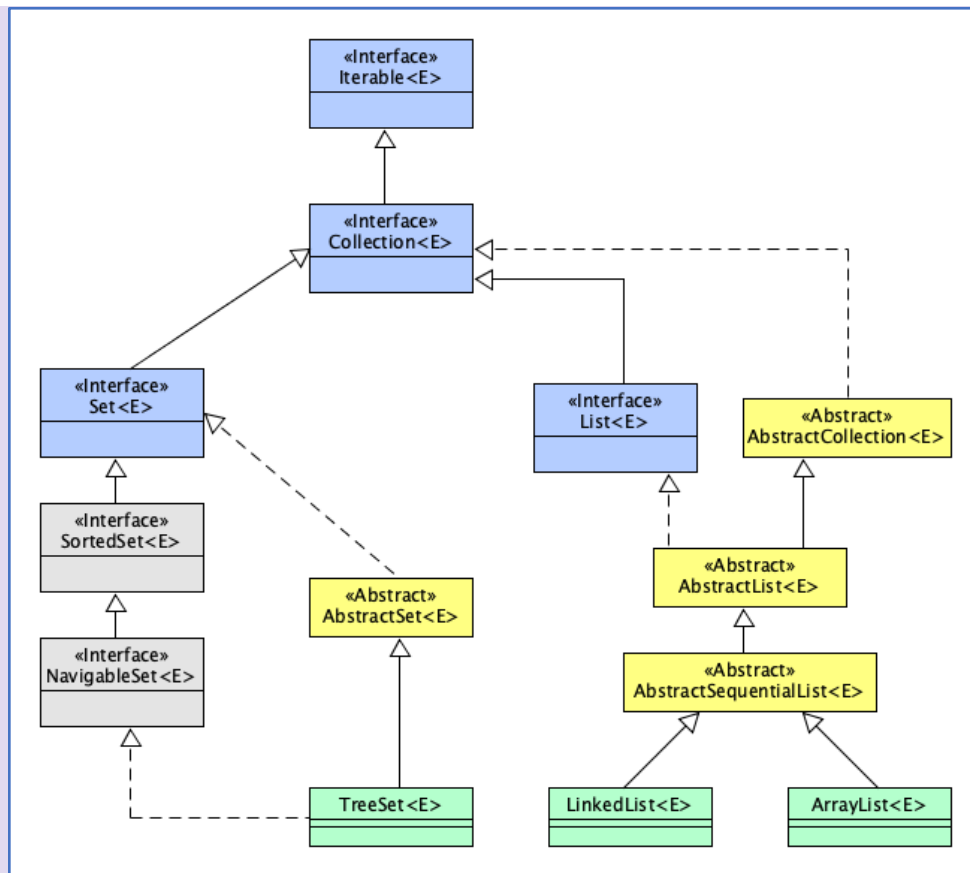 «Interface»
Iterable<E>
«Interface»
Collection<E>
«Interface»
Set<E>
«Interface»
List<E>
«Abstract»
AbstractCollection<E>
«Interface»
SortedSet<E>
«Abstract»
AbstractList<E>
«Abstract»
AbstractSet<E>
«Interface»
NavigableSet<E>
«Abstract»
AbstractSequentialList<E>
TreeSet<E>
LinkedList<E>
ArrayList<E>